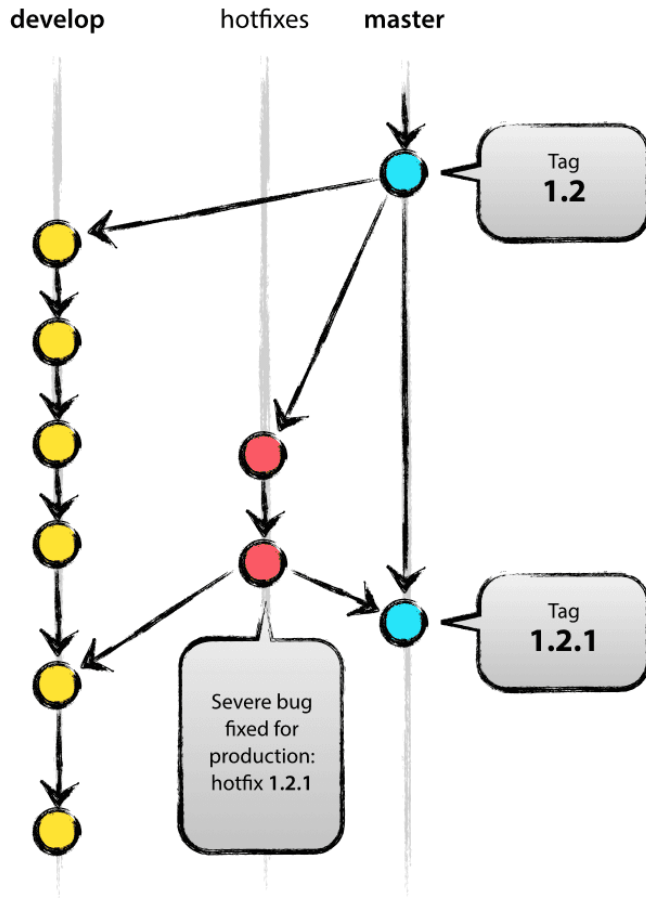 develop
hotfixes
master
Tag
1.2
Tag
1.2.1
Severe bug
fixed for
production:
hotfix 1.2.1